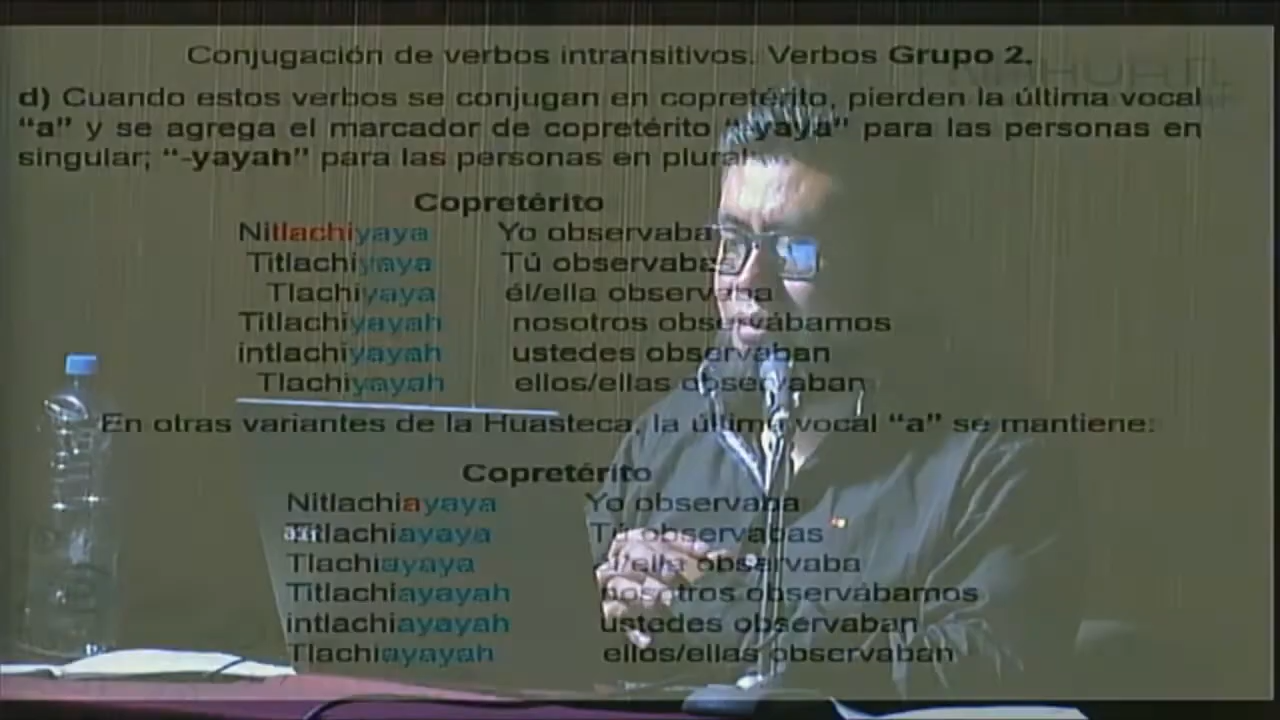 Conjugación de verbos intransitivos. Verbos Grupo 2.
d) Cuando estos verbos se conjugan en copretérito, pierden la última vocal
“a” y se agrega el marcador de copretérito “-yaya” para las personas en
singular; “-yayah” para las personas en plural
Copretérito
Nitlachiyaya Yo observaba
Titlachiyaya Tú observabas
Tlachiyaya él/ella observaba
Titlachiyayah nosotros observábamos
intlachiyayah ustedes observaban
Tlachiyayah ellos/ellas observaban
En otras variantes de la Huasteca, la última vocal “a” se mantiene:
Copretérito
Nitlachiayaya Yo observaba
Titlachiayaya Tú observabas
Tlachiayaya él/ella observaba
Titlachiayayah nosotros observábamos
intlachiayayah ustedes observaban
Tlachiayayah ellos/ellas observaban